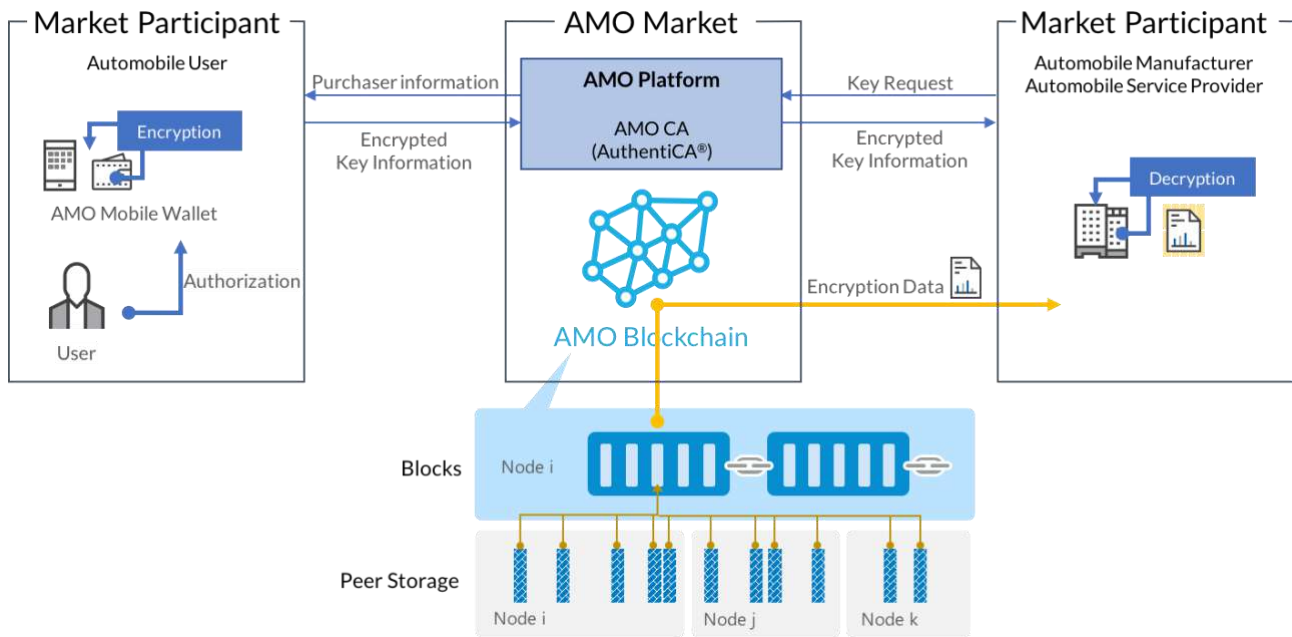 Market Participant
Automobile User
Encryption
AMO Mobile Wallet
Authorization
User
Purchaser information
Encrypted
Key Information
AMO Market
AMO Platform
AMO CA
(AuthentiCA®)
AMO Blockchain
Key Request
Encrypted
Key Information
Encryption Data
Market Participant
Automobile Manufacturer
Automobile Service Provider
Decryption
Blocks
Node i
Peer Storage
Node i
Node j
Node k